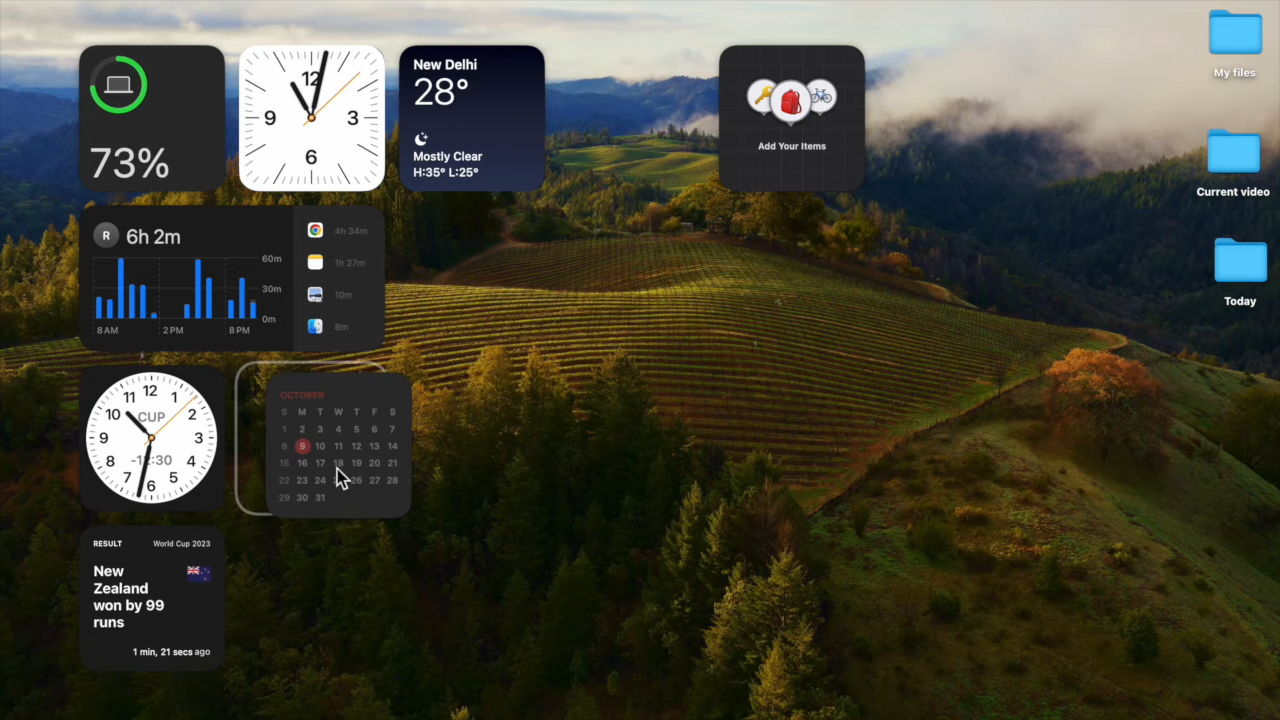 73%
12
9
3
6
New Delhi
28°
Mostly Clear
H:35° L:25°
Add Your Items
My files
Current video
Today
R
6h 2m
60m
30m
0m
8 AM
2 PM
8 PM
4h 34m
1h 27m
10m
8m
12
11
1
10
2
CUP
9
3
8
-12:30
4
7
5
6
OCTOBER
S M T W T F S
1 2 3 4 5 6 7
8 9 10 11 12 13 14
15 16 17 18 19 20 21
22 23 24 26 27 28
29 30 31
RESULT
World Cup 2023
New
Zealand
won by 99
runs
1 min, 21 secs ago